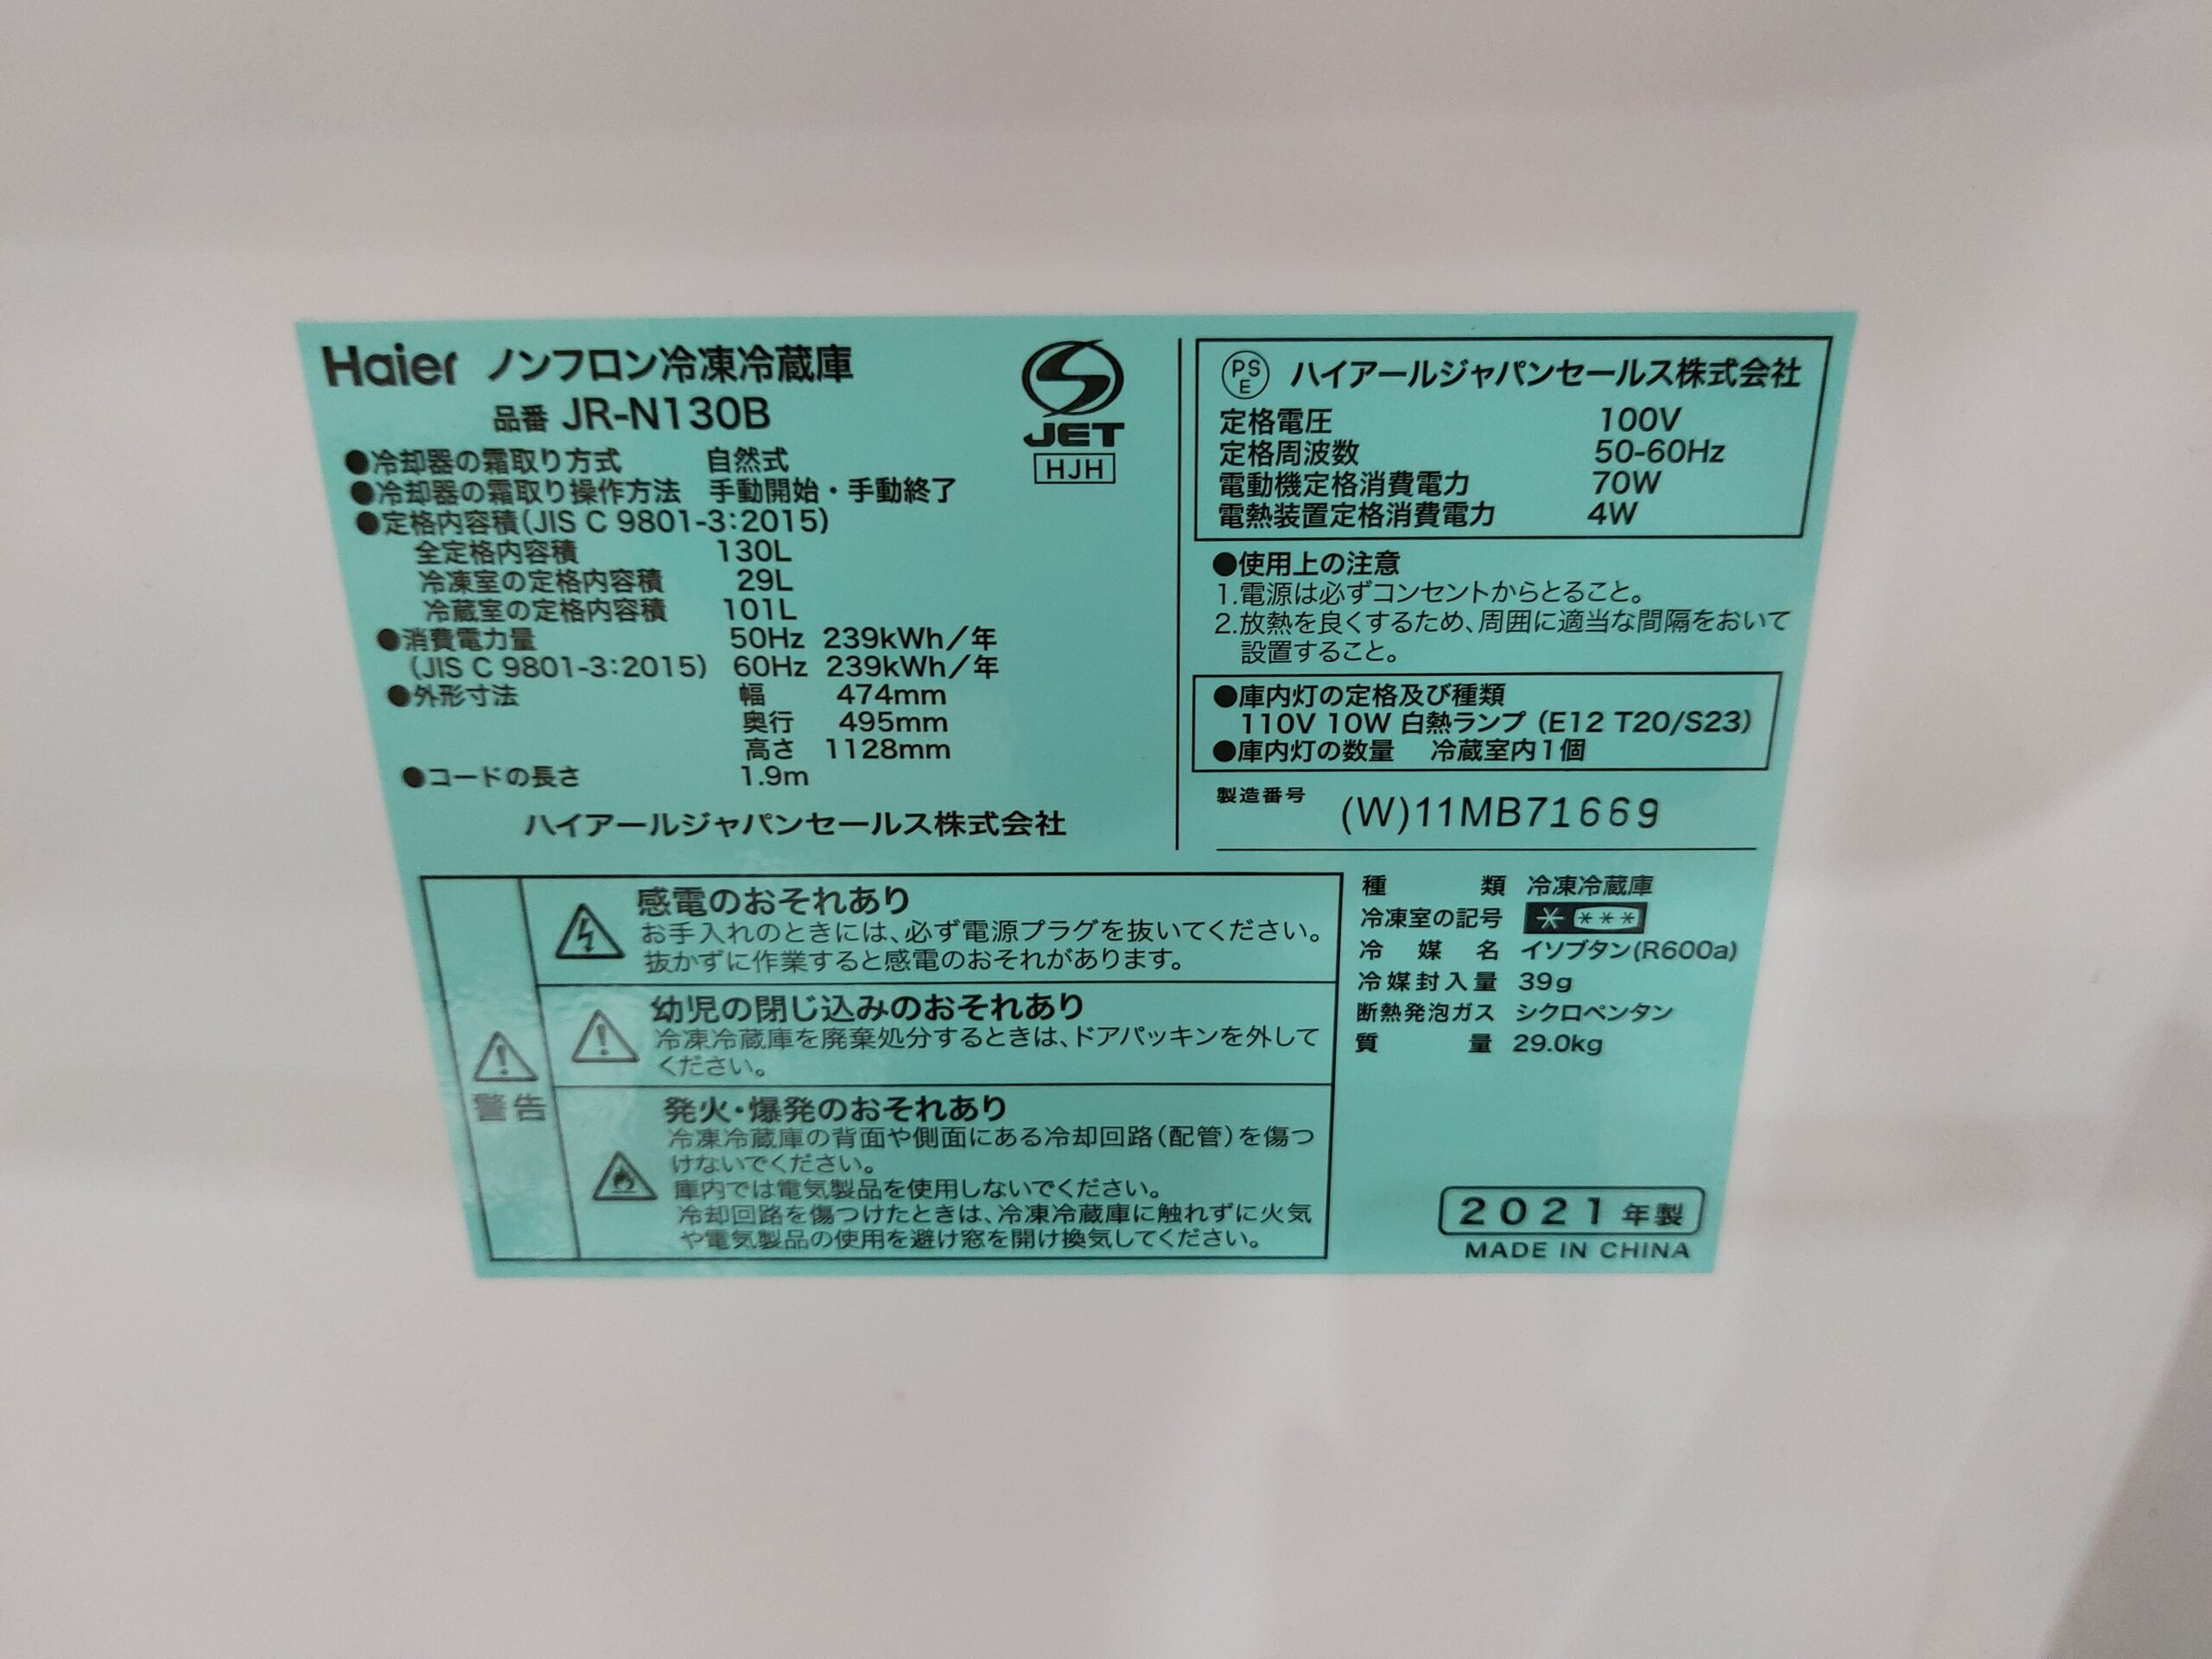 Haier ノンフロン冷凍冷蔵庫
品番 JR-N130B
●冷却器の霜取り方式 自然式
●冷却器の霜取り操作方法 手動開始・手動終了
●定格内容積(JIS C 9801-3:2015)
全定格内容積 130L
冷凍室の定格内容積 29L
冷蔵室の定格内容積 101L
●消費電力量 50Hz 239kWh/年
(JIS C 9801-3:2015) 60Hz 239kWh/年
●外形寸法 幅 474mm
奥行 495mm
高さ 1128mm
●コードの長さ 1.9m
ハイアールジャパンセールス株式会社
JET
HJH
PS
E
ハイアールジャパンセールス株式会社
定格電圧 100V
定格周波数 50-60Hz
電動機定格消費電力 70W
電熱装置定格消費電力 4W
●使用上の注意
1.電源は必ずコンセントからとること。
2.放熱を良くするため、周囲に適当な間隔をおいて
設置すること。
●庫内灯の定格及び種類
110V 10W 白熱ランプ (E12 T20/S23)
●庫内灯の数量 冷蔵室内1個
製造番号 (W)11MB71669
警告
感電のおそれあり
お手入れのときには、必ず電源プラグを抜いてください。
抜かずに作業すると感電のおそれがあります。
幼児の閉じ込みのおそれあり
冷凍冷蔵庫を廃棄処分するときは、ドアパッキンを外して
ください。
発火・爆発のおそれあり
冷凍冷蔵庫の背面や側面にある冷却回路(配管)を傷つ
けないでください。
庫内では電気製品を使用しないでください。
冷却回路を傷つけたときは、冷凍冷蔵庫に触れずに火気
や電気製品の使用を避け窓を開け換気してください。
種類 冷凍冷蔵庫
冷凍室の記号 * ***
冷媒名 イソブタン(R600a)
冷媒封入量 39g
断熱発泡ガス シクロペンタン
質量 29.0kg
2021年製
MADE IN CHINA